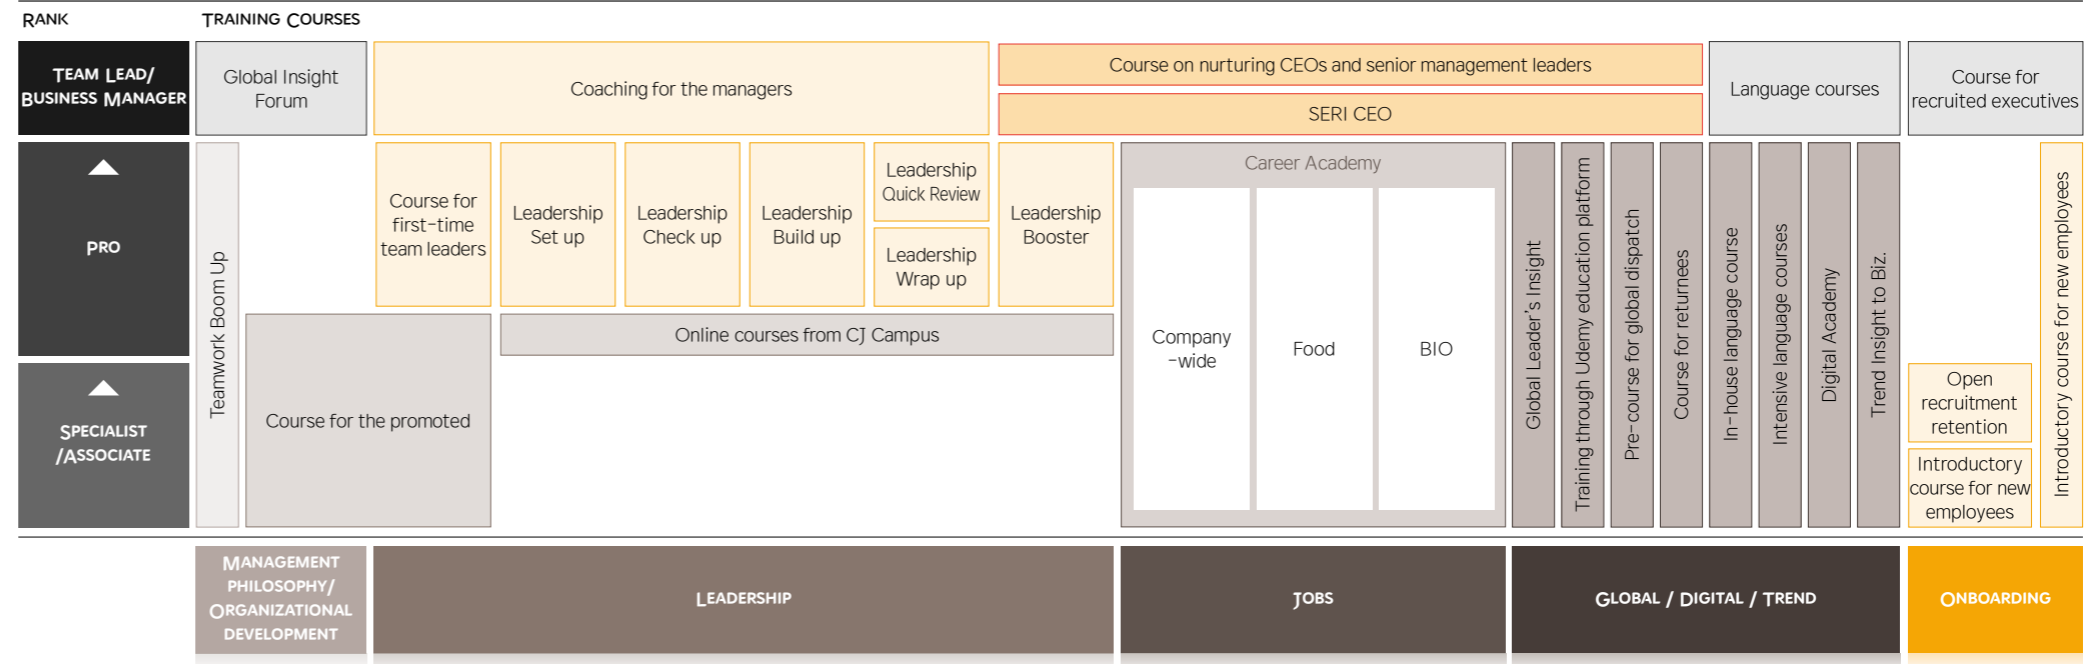 RANK
TRAINING COURSES
TEAM LEAD/
BUSINESS MANAGER
Global Insight
Forum
Coaching for the managers
Course on nurturing CEOs and senior management leaders
SERI CEO
Language courses
Course for
recruited executives
PRO
Teamwork Boom Up
Course for
first-time
team leaders
Leadership
Set up
Leadership
Check up
Leadership
Build up
Leadership
Quick Review
Leadership
Wrap up
Leadership
Booster
Online courses from CJ Campus
Course for the promoted
Career Academy
Company
-wide
Food
BIO
Global Leader's Insight
Training through Udemy education platform
Pre-course for global dispatch
Course for returnees
In-house language course
Intensive language courses
Digital Academy
Trend Insight to Biz.
Introductory course for new employees
SPECIALIST
/ASSOCIATE
Open
recruitment
retention
Introductory
course for new
employees
MANAGEMENT
PHILOSOPHY/
ORGANIZATIONAL
DEVELOPMENT
LEADERSHIP
JOBS
GLOBAL / DIGITAL / TREND
ONBOARDING